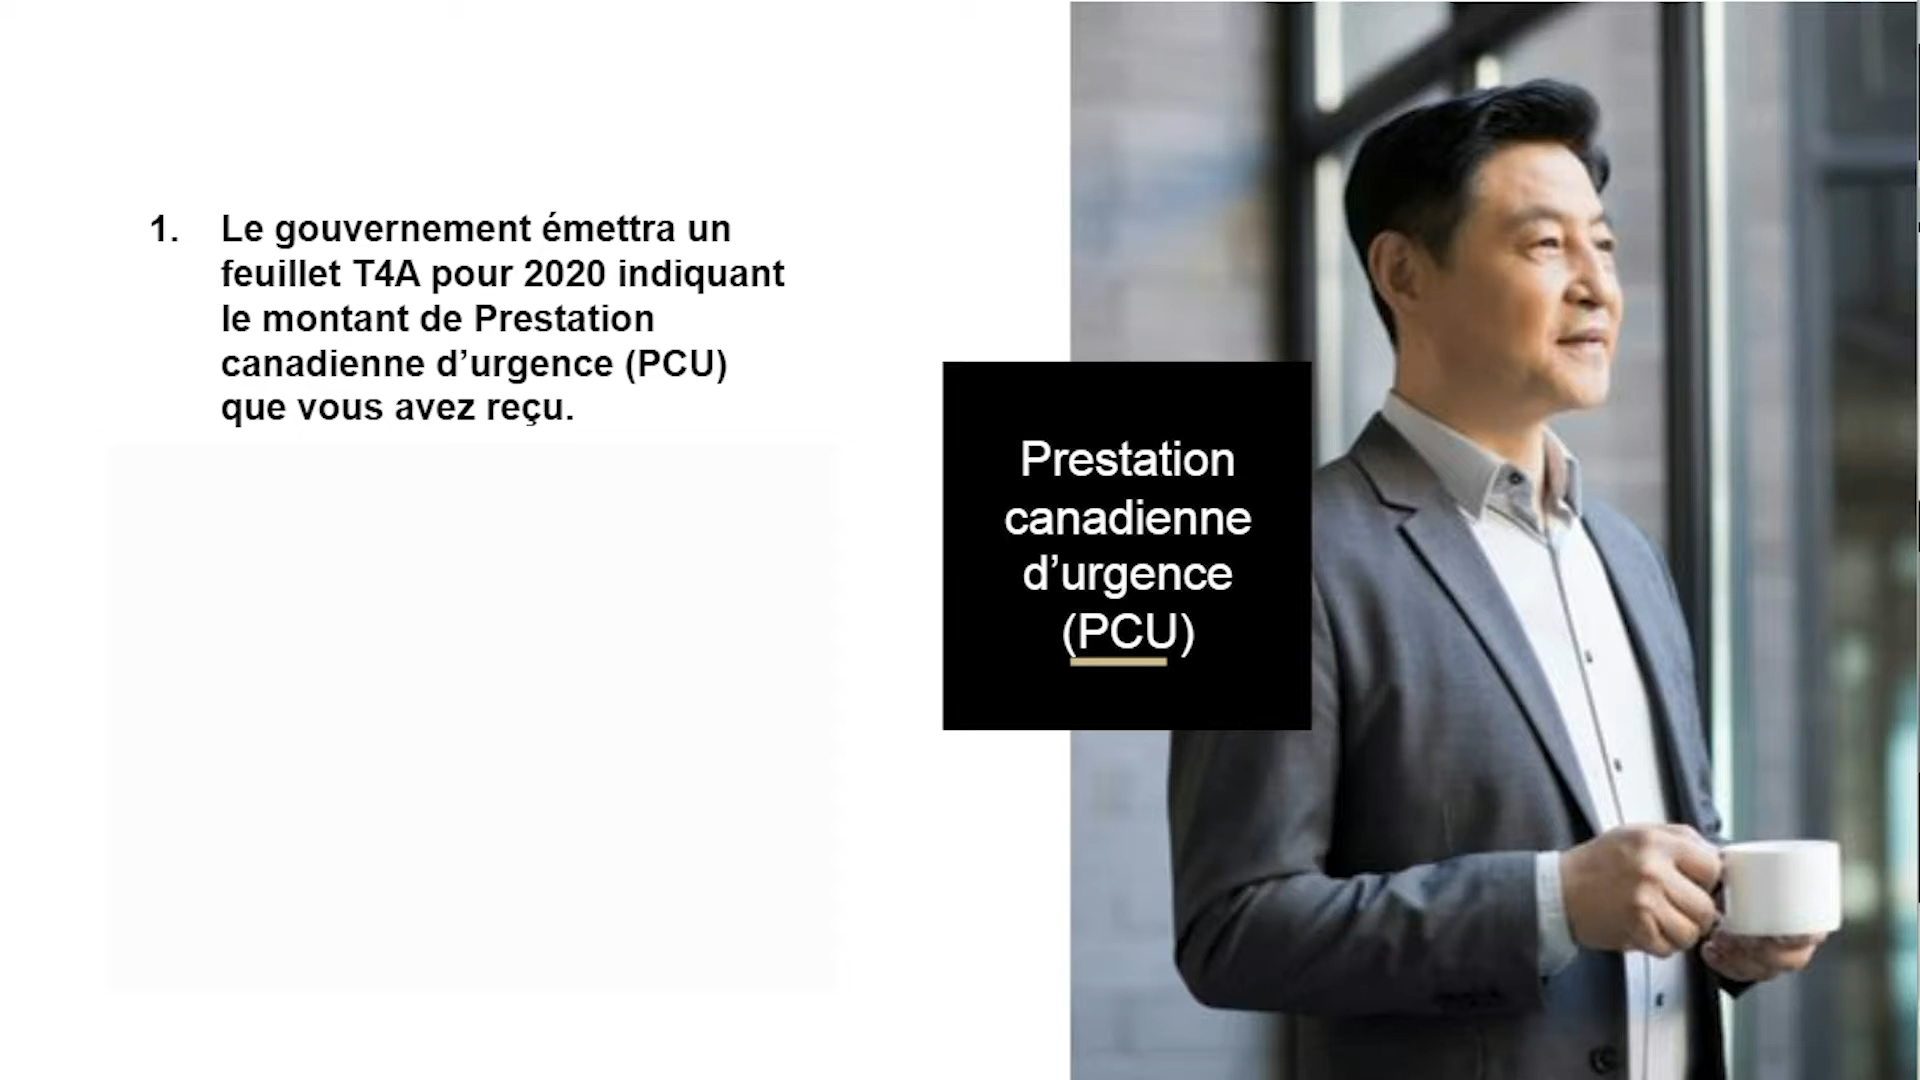 1. Le gouvernement émettra un
feuillet T4A pour 2020 indiquant
le montant de Prestation
canadienne d’urgence (PCU)
que vous avez reçu.
Prestation
canadienne
d’urgence
(PCU)